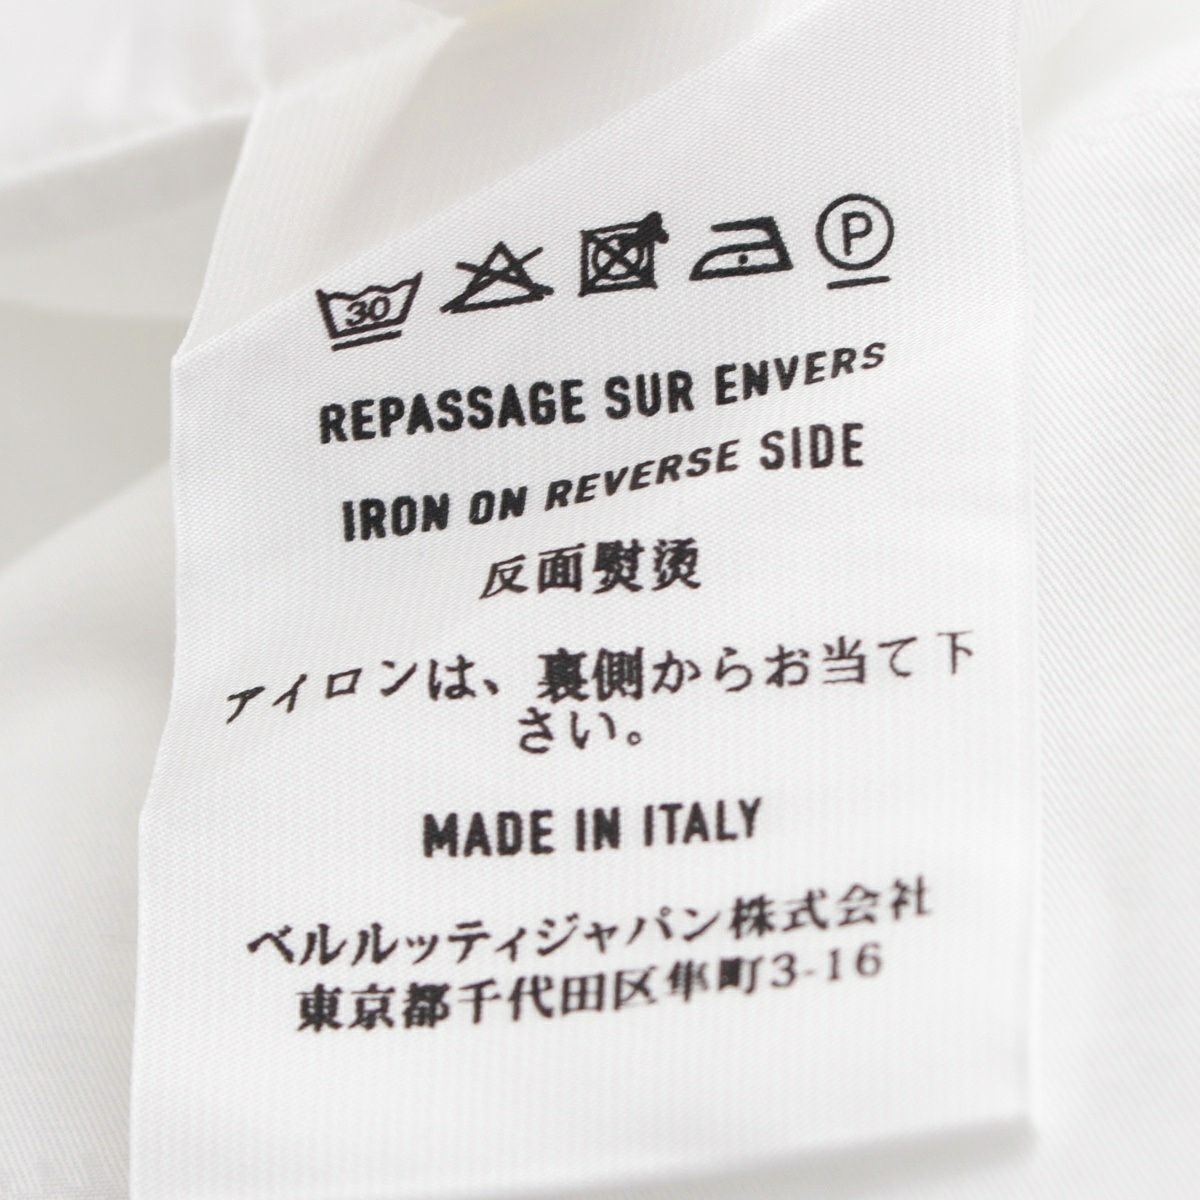 30 P
REPASSAGE SUR ENVERS
IRON ON REVERSE SIDE
反面熨烫
アイロンは、裏側からお当て下
さい。
MADE IN ITALY
ベルルッティジャパン株式会社
東京都千代田区隼町3-16